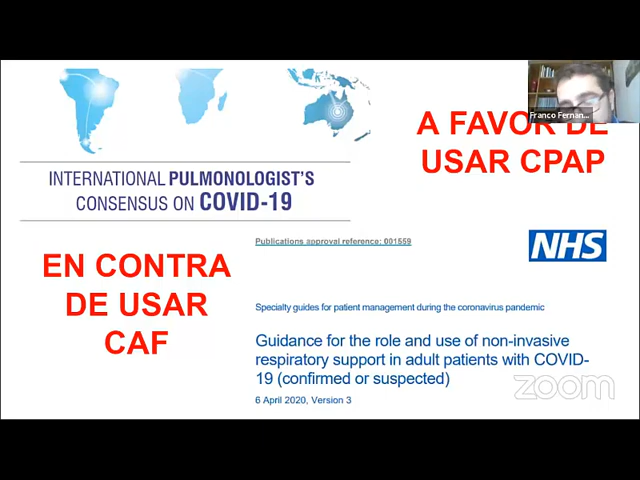 Franco Fernan...
A FAVOR DE
USAR CPAP
INTERNATIONAL PULMONOLOGIST'S
CONSENSUS ON COVID-19
Publications approval reference: 001559
NHS
EN CONTRA
DE USAR
CAF
Specialty guides for patient management during the coronavirus pandemic
Guidance for the role and use of non-invasive
respiratory support in adult patients with COVID-
19 (confirmed or suspected)
6 April 2020, Version 3
zoom